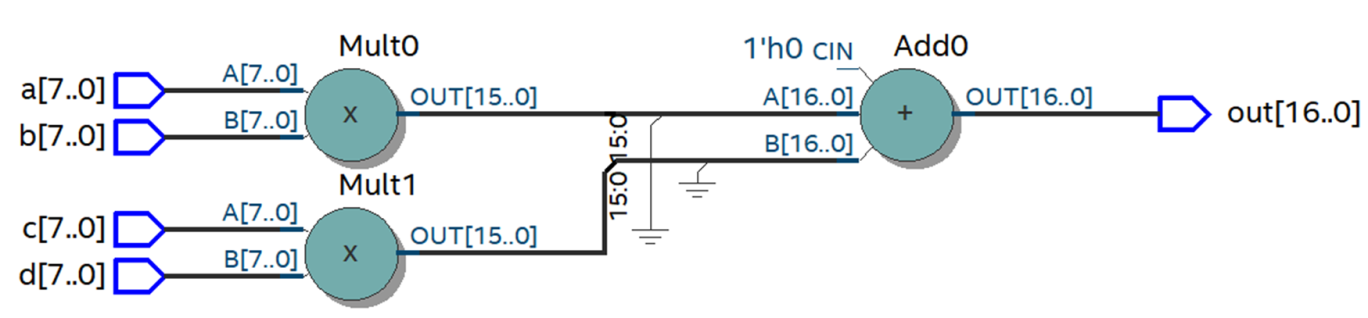 Mult0
1'h0 CIN
Add0
a[7..0]
A[7..0]
OUT[15..0]
A[16..0]
OUT[16..0]
out[16..0]
b[7..0]
B[7..0]
x
15:0
B[16..0]
+
Mult1
15:0
c[7..0]
A[7..0]
OUT[15..0]
d[7..0]
B[7..0]
x